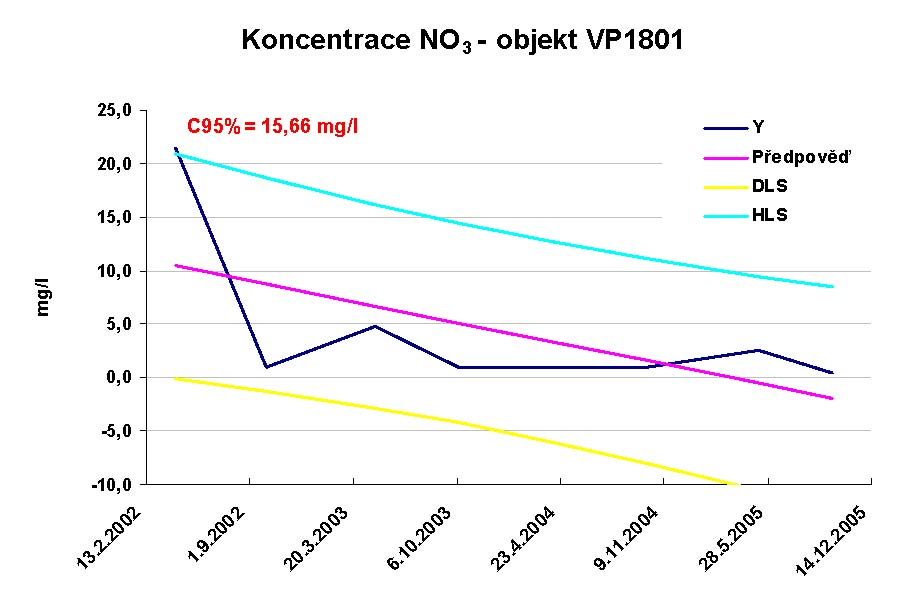 Koncentrace NO3 - objekt VP1801
25,0
C95% = 15,66 mg/l
Y
Předpověď
DLS
HLS
20,0
15,0
10,0
5,0
0,0
-5,0
-10,0
mg/l
13.2.2002
1.9.2002
20.3.2003
6.10.2003
23.4.2004
9.11.2004
28.5.2005
14.12.2005